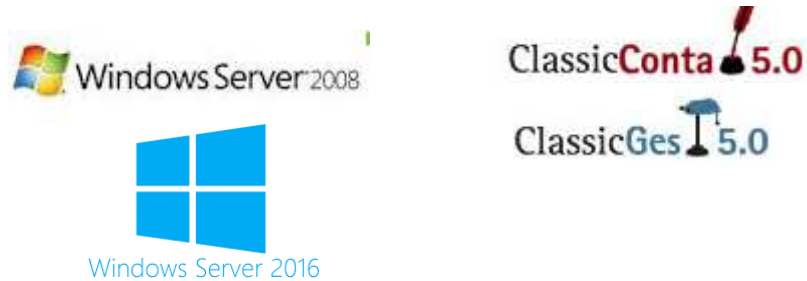 Windows Server 2008
Windows Server 2016
ClassicConta 5.0
ClassicGes 5.0